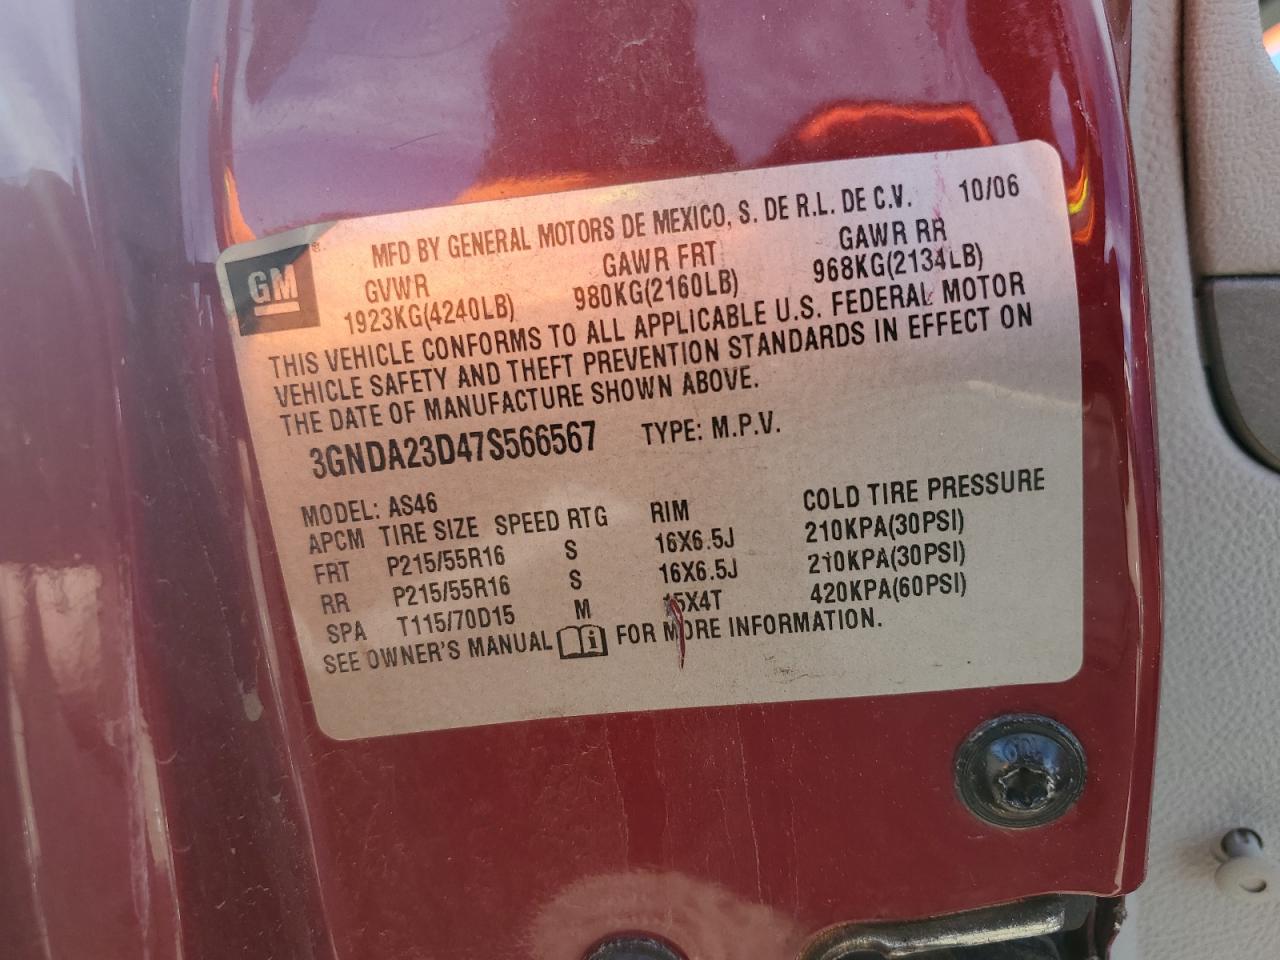 MFD BY GENERAL MOTORS DE MEXICO, S. DE R.L. DE C.V. 10/06
GM ®
GVWR GAWR FRT GAWR RR
1923KG(4240LB) 980KG(2160LB) 968KG(2134LB)
THIS VEHICLE CONFORMS TO ALL APPLICABLE U.S. FEDERAL MOTOR
VEHICLE SAFETY AND THEFT PREVENTION STANDARDS IN EFFECT ON
THE DATE OF MANUFACTURE SHOWN ABOVE.
3GNDA23D47S566567 TYPE: M.P.V.
MODEL: AS46
APCM TIRE SIZE SPEED RTG RIM COLD TIRE PRESSURE
FRT P215/55R16 S 16X6.5J 210KPA(30PSI)
RR P215/55R16 S 16X6.5J 210KPA(30PSI)
SPA T115/70D15 M 15X4T 420KPA(60PSI)
SEE OWNER'S MANUAL FOR MORE INFORMATION.